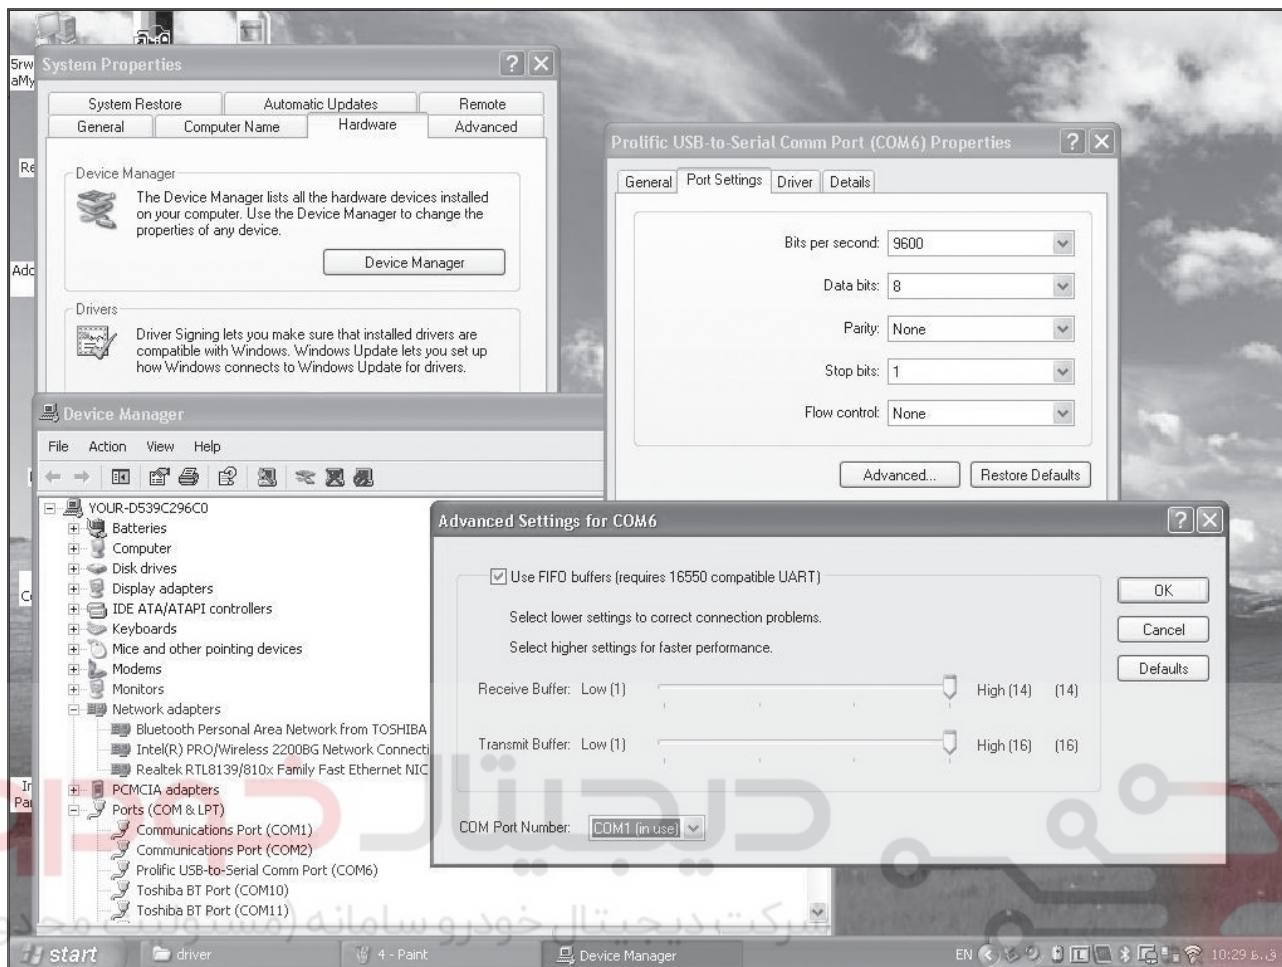 5rw
aMy
Re
Adc
System Properties
System Restore
Automatic Updates
Remote
General
Computer Name
Hardware
Advanced
Device Manager
The Device Manager lists all the hardware devices installed
on your computer. Use the Device Manager to change the
properties of any device.
Device Manager
Drivers
Driver Signing lets you make sure that installed drivers are
compatible with Windows. Windows Update lets you set up
how Windows connects to Windows Update for drivers.
Prolific USB-to-Serial Comm Port (COM6) Properties
General
Port Settings
Driver
Details
Bits per second: 9600
Data bits: 8
Parity: None
Stop bits: 1
Flow control: None
Advanced...
Restore Defaults
Device Manager
File Action View Help
YOUR-D539C296C0
Batteries
Computer
Disk drives
Display adapters
IDE ATA/ATAPI controllers
Keyboards
Mice and other pointing devices
Modems
Monitors
Network adapters
Bluetooth Personal Area Network from TOSHIBA
Intel(R) PRO/Wireless 2200BG Network Connecti
Realtek RTL8139/810x Family Fast Ethernet NIC
PCMCIA adapters
Ports (COM & LPT)
Communications Port (COM1)
Communications Port (COM2)
Prolific USB-to-Serial Comm Port (COM6)
Toshiba BT Port (COM10)
Toshiba BT Port (COM11)
Advanced Settings for COM6
Use FIFO buffers (requires 16550 compatible UART)
Select lower settings to correct connection problems.
Select higher settings for faster performance.
Receive Buffer: Low (1) High (14) (14)
Transmit Buffer: Low (1) High (16) (16)
COM Port Number: COM1 (in use)
OK
Cancel
Defaults
دیجیتال خودرو
شرکت دیجیتال خودرو سامانه (مسئولیت محدو
start
driver
4 - Paint
Device Manager
EN
10:29 ق.ظ